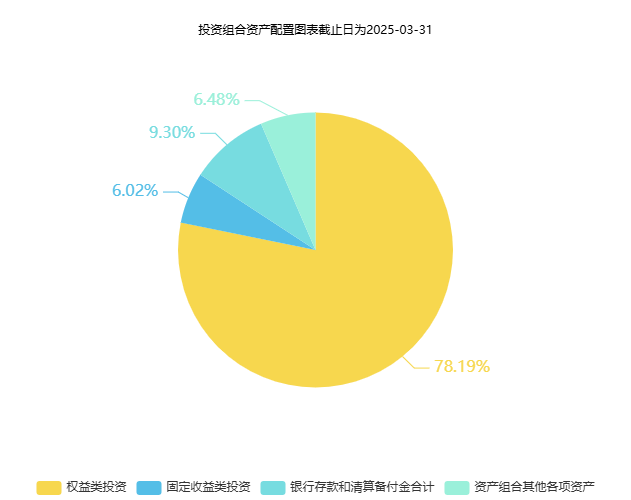 投资组合资产配置图表截止日为2025-03-31
6.48%
9.30%
6.02%
78.19%
权益类投资 固定收益类投资 银行存款和清算备付金合计 资产组合其他各项资产